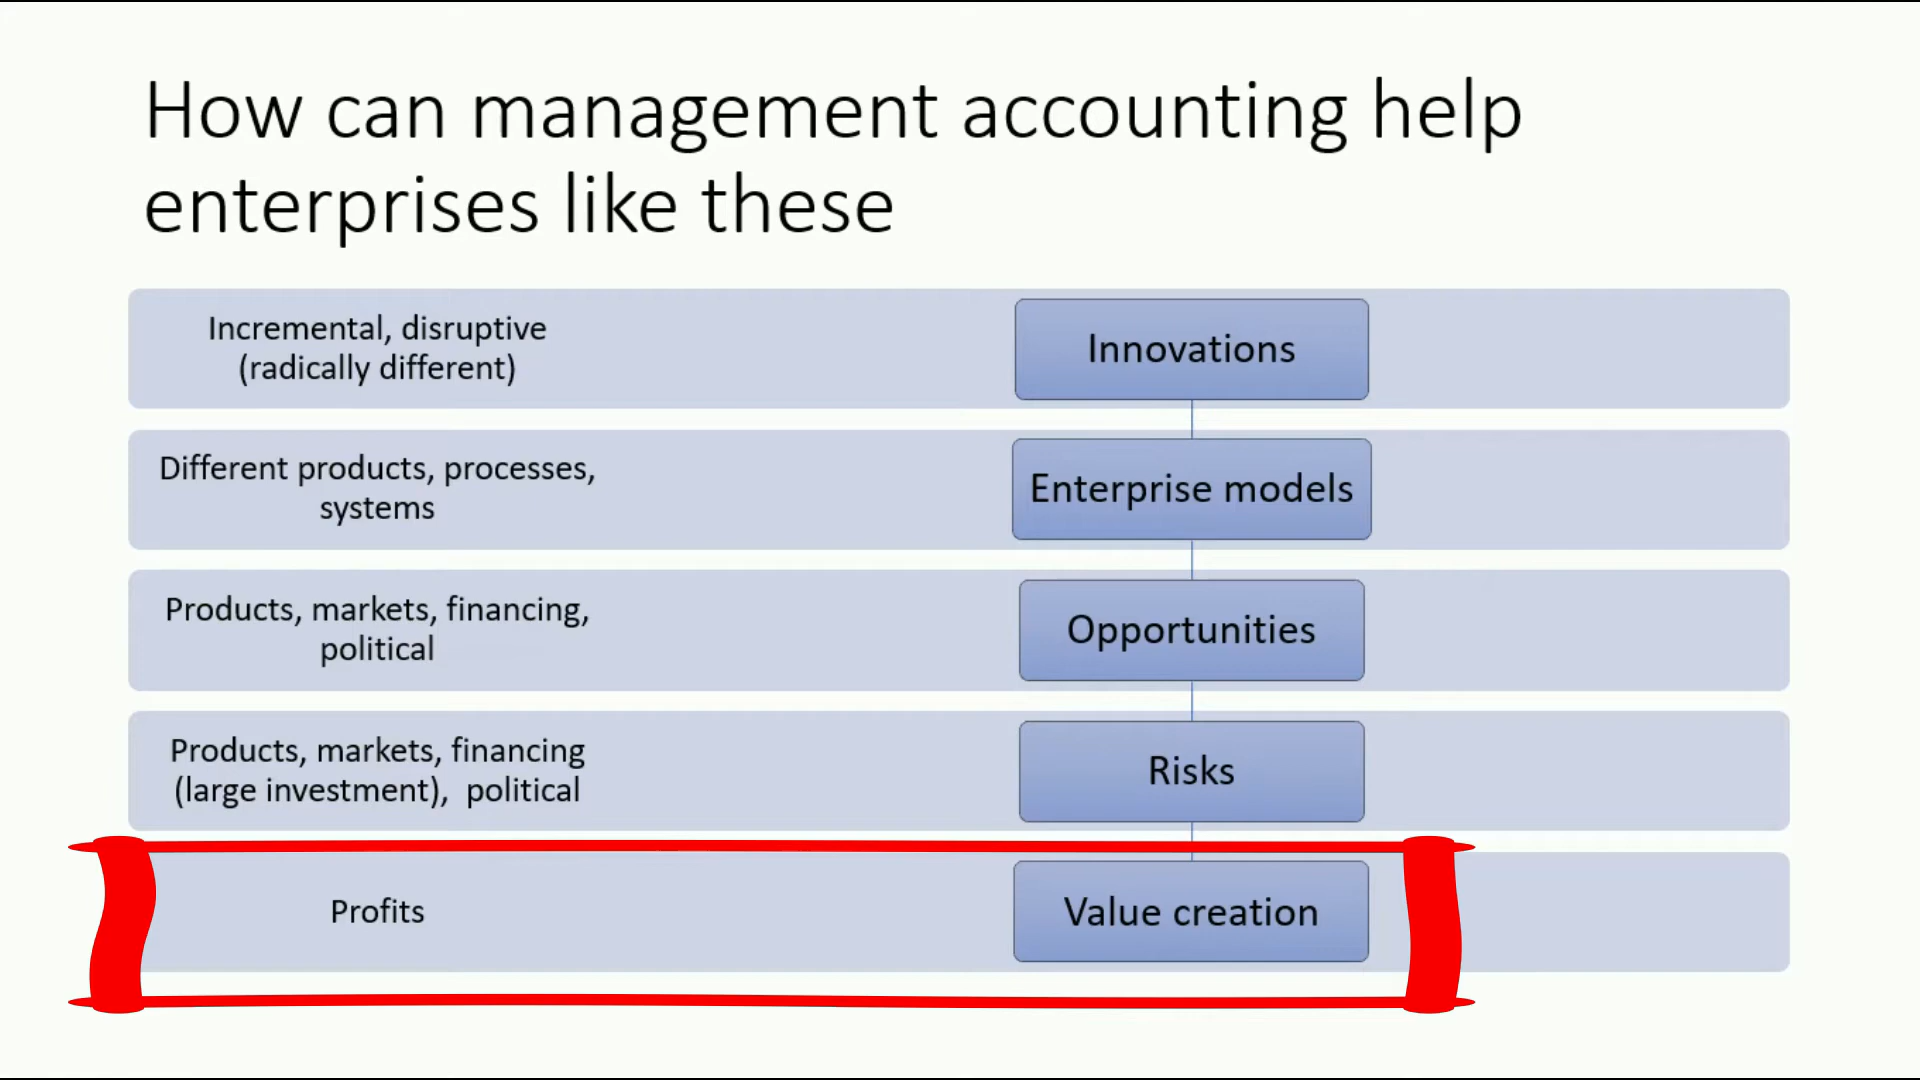 How can management accounting help
enterprises like these
Incremental, disruptive
(radically different)
Innovations
Different products, processes,
systems
Enterprise models
Products, markets, financing,
political
Opportunities
Products, markets, financing
(large investment),  political
Risks
Profits
Value creation